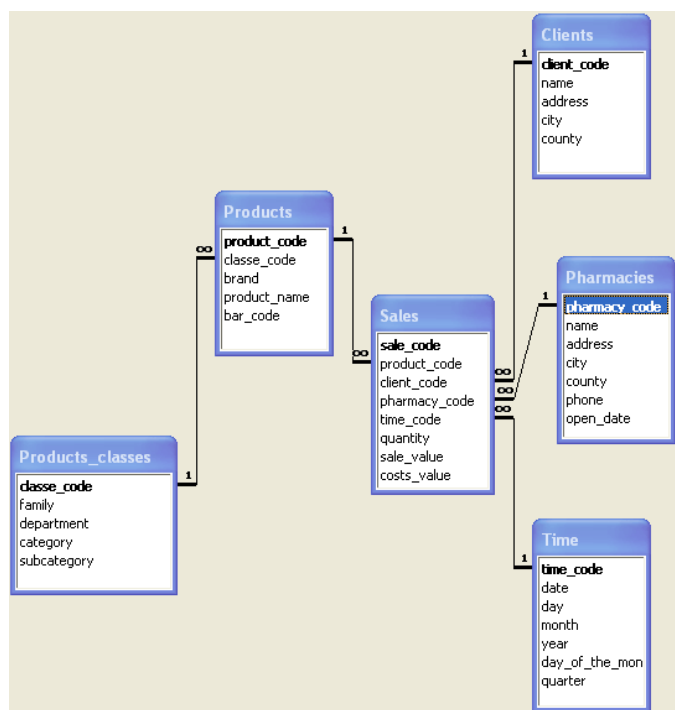 Clients
1
client_code
name
address
city
county
Products
product_code
classe_code
brand
product_name
bar_code
1
∞
Pharmacies
1
pharmacy_code
name
address
city
county
phone
open_date
Sales
sale_code
product_code
client_code
pharmacy_code
time_code
quantity
sale_value
costs_value
∞
∞
∞
∞
Products_classes
1
classe_code
family
department
category
subcategory
Time
1
time_code
date
day
month
year
day_of_the_mon
quarter